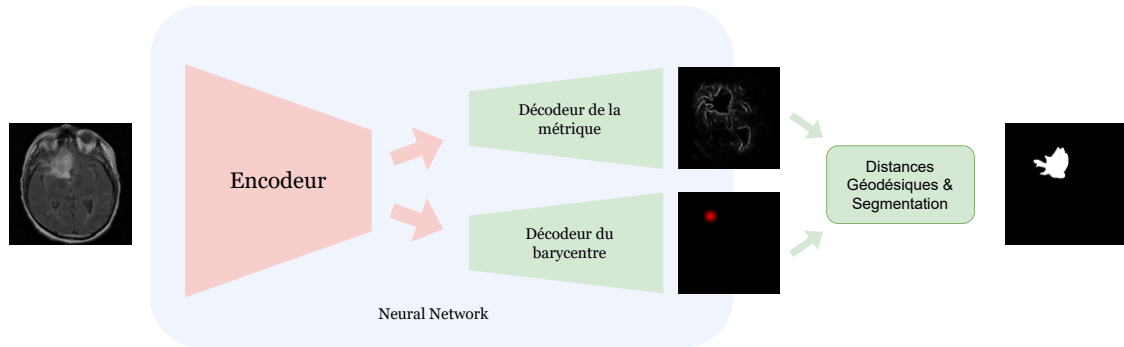 Encodeur
Décodeur de la
métrique
Décodeur du
barycentre
Neural Network
Distances
Géodésiques &
Segmentation